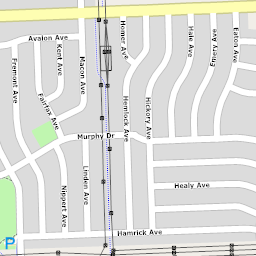 Avalon Ave
Kent Ave
Fremont Ave
Macon Ave
Fairfax Ave
Homer Ave
Hale Ave
Emery Ave
Eaton Ave
Hemlock Ave
Hickory Ave
Murphy Dr
Nippert Ave
Linden Ave
Healy Ave
Hamrick Ave
P